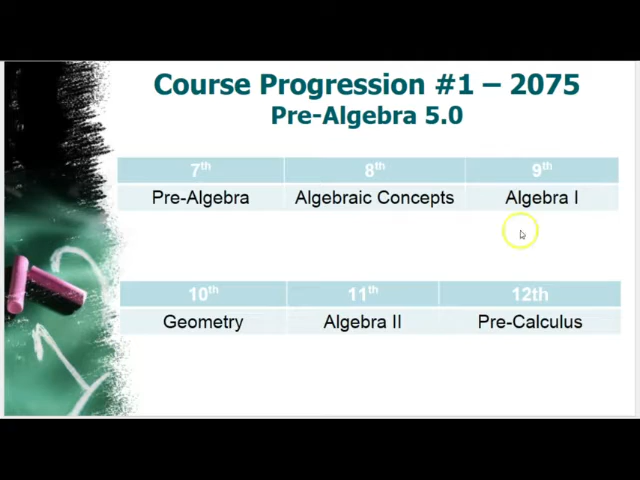 Course Progression #1 – 2075
Pre-Algebra 5.0
7th 8th 9th
Pre-Algebra Algebraic Concepts Algebra I
10th 11th 12th
Geometry Algebra II Pre-Calculus